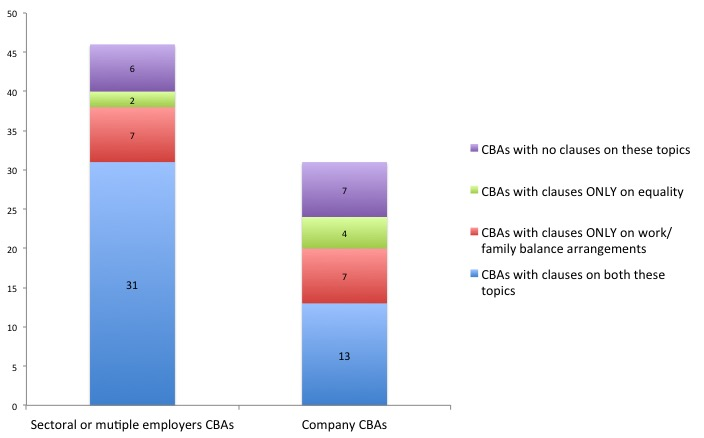 50
45
40
35
30
25
20
15
10
5
0
6
2
7
31
7
4
7
13
Sectoral or mutiple employers CBAs
Company CBAs
CBAs with no clauses on these topics
CBAs with clauses ONLY on equality
CBAs with clauses ONLY on work/
family balance arrangements
CBAs with clauses on both these
topics